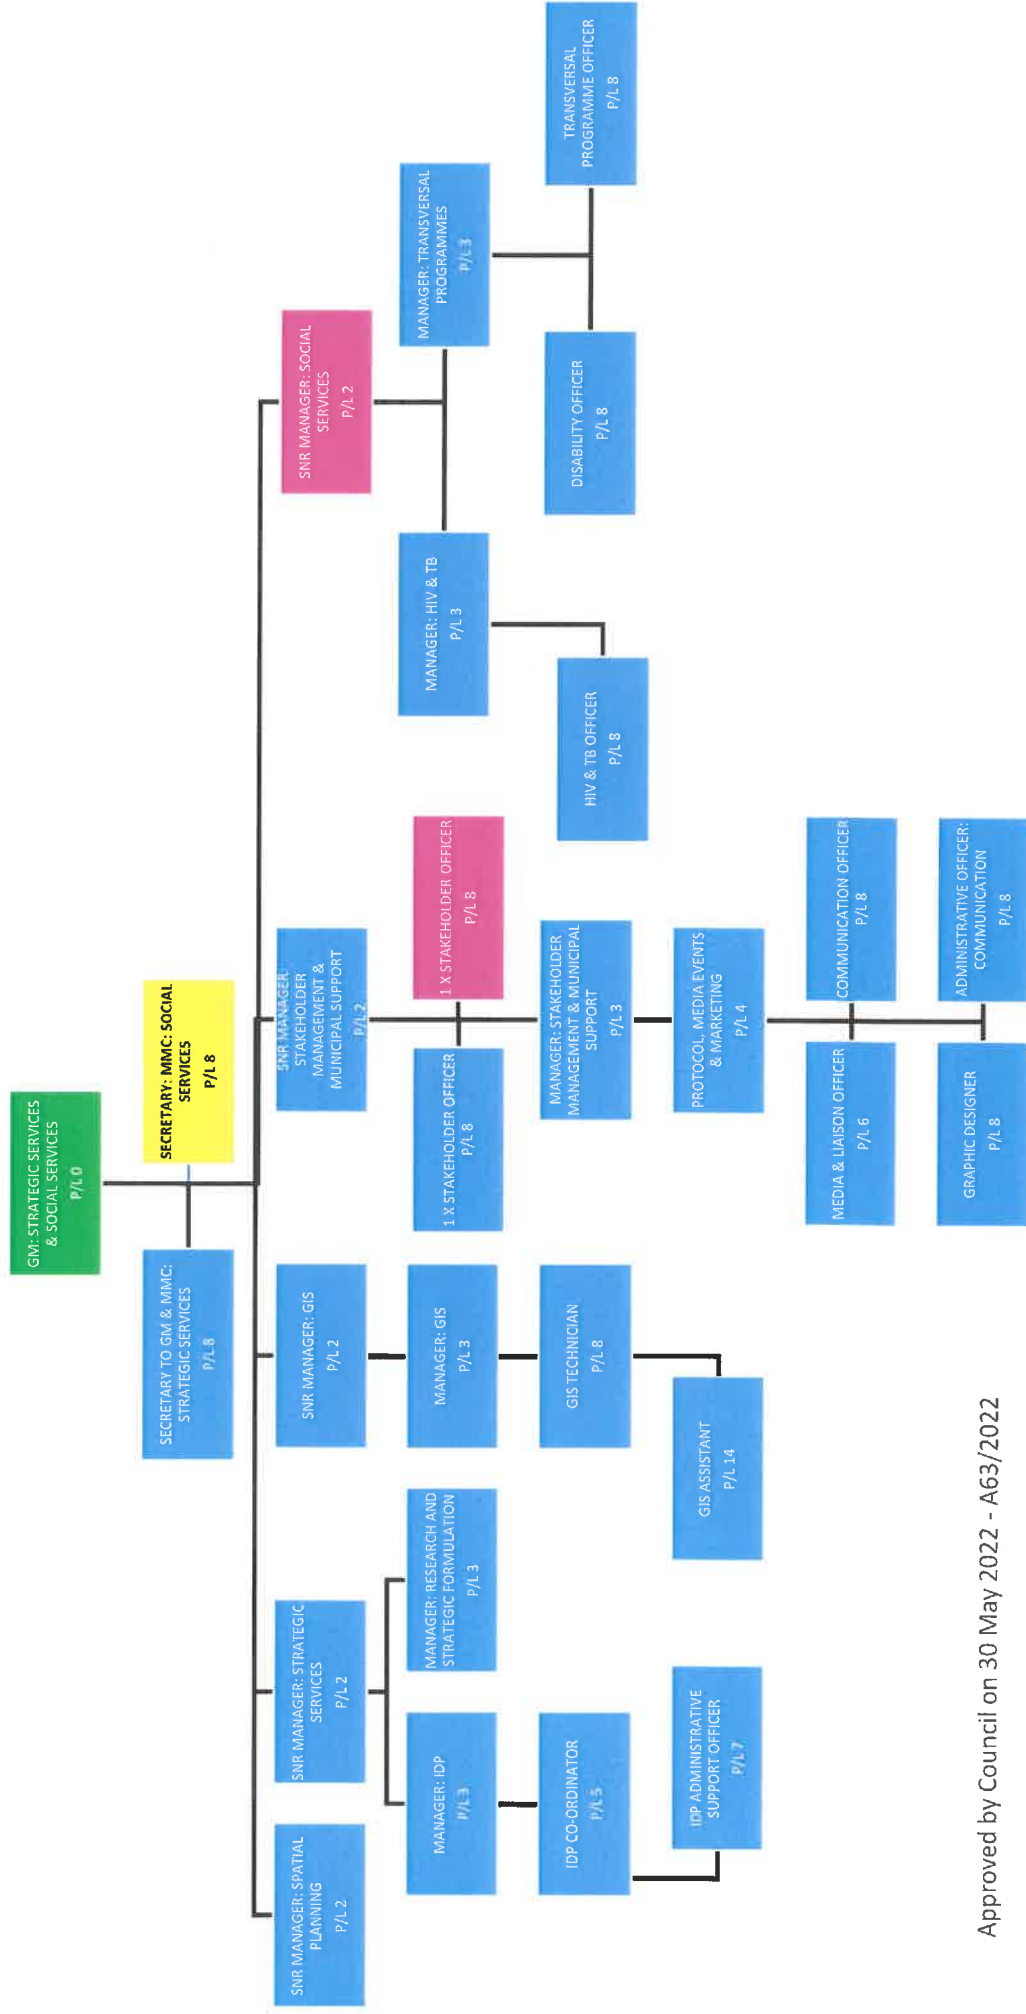 GM: STRATEGIC SERVICES
& SOCIAL SERVICES
P/L 0
SECRETARY TO GM & MMC:
STRATEGIC SERVICES
P/L 8
SECRETARY: MMC: SOCIAL
SERVICES
P/L 8
SNR MANAGER: SPATIAL
PLANNING
P/L 2
SNR MANAGER: STRATEGIC
SERVICES
P/L 2
SNR MANAGER: GIS
P/L 2
SNR MANAGER:
STAKEHOLDER
MANAGEMENT &
MUNICIPAL SUPPORT
P/L 2
SNR MANAGER: SOCIAL
SERVICES
P/L 2
MANAGER: IDP
P/L 3
MANAGER: RESEARCH AND
STRATEGIC FORMULATION
P/L 3
MANAGER: GIS
P/L 3
1 X STAKEHOLDER OFFICER
P/L 8
1 X STAKEHOLDER OFFICER
P/L 8
MANAGER: HIV & TB
P/L 3
MANAGER: TRANSVERSAL
PROGRAMMES
P/L 3
IDP CO-ORDINATOR
P/L 5
GIS TECHNICIAN
P/L 8
MANAGER: STAKEHOLDER
MANAGEMENT & MUNICIPAL
SUPPORT
P/L 3
HIV & TB OFFICER
P/L 8
DISABILITY OFFICER
P/L 8
TRANSVERSAL
PROGRAMME OFFICER
P/L 8
IDP ADMINISTRATIVE
SUPPORT OFFICER
P/L 7
GIS ASSISTANT
P/L 14
PROTOCOL, MEDIA EVENTS
& MARKETING
P/L 4
MEDIA & LIAISON OFFICER
P/L 6
COMMUNICATION OFFICER
P/L 8
GRAPHIC DESIGNER
P/L 8
ADMINISTRATIVE OFFICER:
COMMUNICATION
P/L 8
Approved by Council on 30 May 2022 - A63/2022